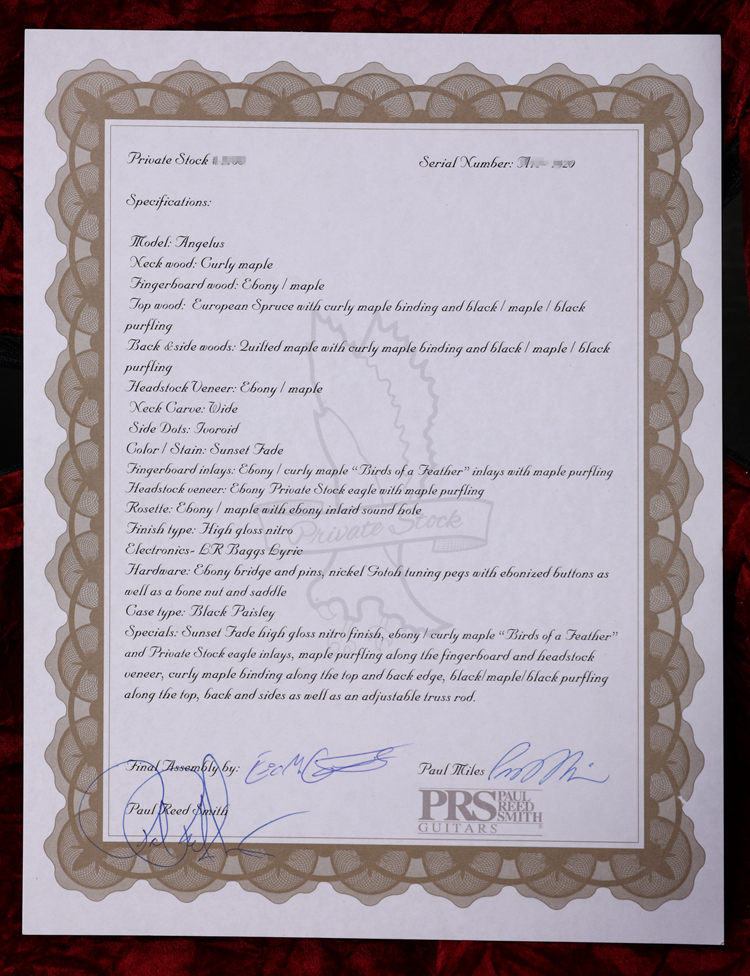 Private Stock
Serial Number:
Specifications:
Model: Angelus
Neck wood: Curly maple
Fingerboard wood: Ebony / maple
Top wood: European Spruce with curly maple binding and black / maple / black
purfling
Back & side woods: Quilted maple with curly maple binding and black / maple / black
purfling
Headstock Veneer: Ebony / maple
Neck Carve: Wide
Side Dots: Ivoroid
Color / Stain: Sunset Fade
Fingerboard inlays: Ebony / curly maple “Birds of a Feather” inlays with maple purfling
Headstock veneer: Ebony Private Stock eagle with maple purfling
Rosette: Ebony / maple with ebony inlaid sound hole
Private Stock
Finish type: High gloss nitro
Electronics- LR Baggs Lyric
Hardware: Ebony bridge and pins, nickel Gotoh tuning pegs with ebonized buttons as
well as a bone nut and saddle
Case type: Black Paisley
Specials: Sunset Fade high gloss nitro finish, ebony / curly maple “Birds of a Feather”
and Private Stock eagle inlays, maple purfling along the fingerboard and headstock
veneer, curly maple binding along the top and back edge, black/maple/black purfling
along the top, back and sides as well as an adjustable truss rod.
Final Assembly by:
Paul Miles
Paul Reed Smith
PRS PAUL
REED
SMITH
GUITARS